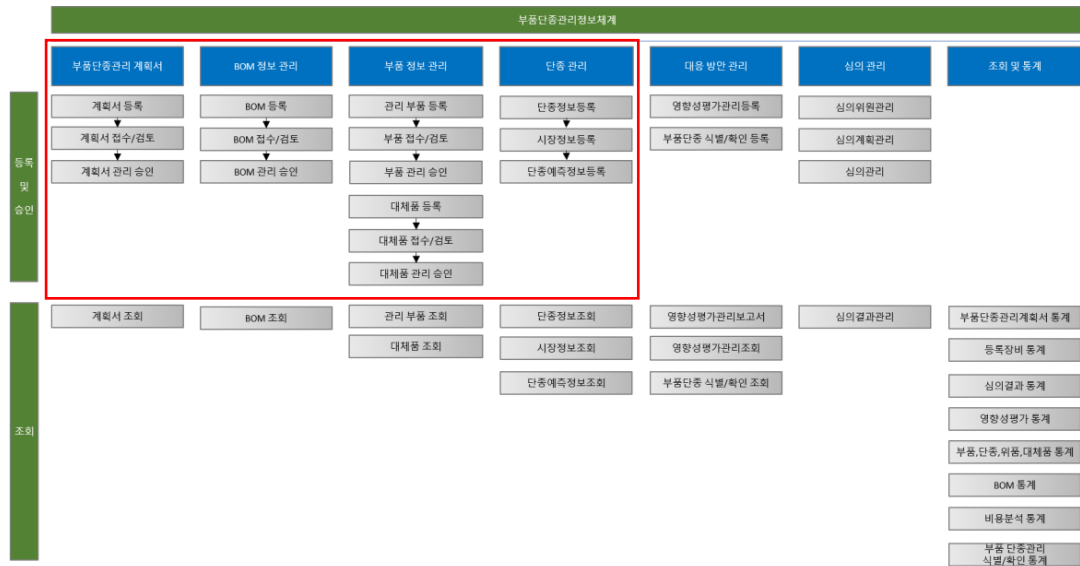 부품단종관리정보체계
부품단종관리 계획서
BOM 정보 관리
부품 정보 관리
단종 관리
대응 방안 관리
심의 관리
조회 및 통계
등록
및
승인
계획서 등록
계획서 접수/검토
계획서 관리 승인
BOM 등록
BOM 접수/검토
BOM 관리 승인
관리 부품 등록
부품 접수/검토
부품 관리 승인
대체품 등록
대체품 접수/검토
대체품 관리 승인
단종정보등록
시장정보등록
단종예측정보등록
영향성평가관리등록
부품단종 식별/확인 등록
심의위원관리
심의계획관리
심의관리
조회
계획서 조회
BOM 조회
관리 부품 조회
대체품 조회
단종정보조회
시장정보조회
단종예측정보조회
영향성평가관리보고서
영향성평가관리조회
부품단종 식별/확인 조회
심의결과관리
부품단종관리계획서 통계
등록장비 통계
심의결과 통계
영향성평가 통계
부품,단종,위품,대체품 통계
BOM 통계
비용분석 통계
부품 단종관리
식별/확인 통계